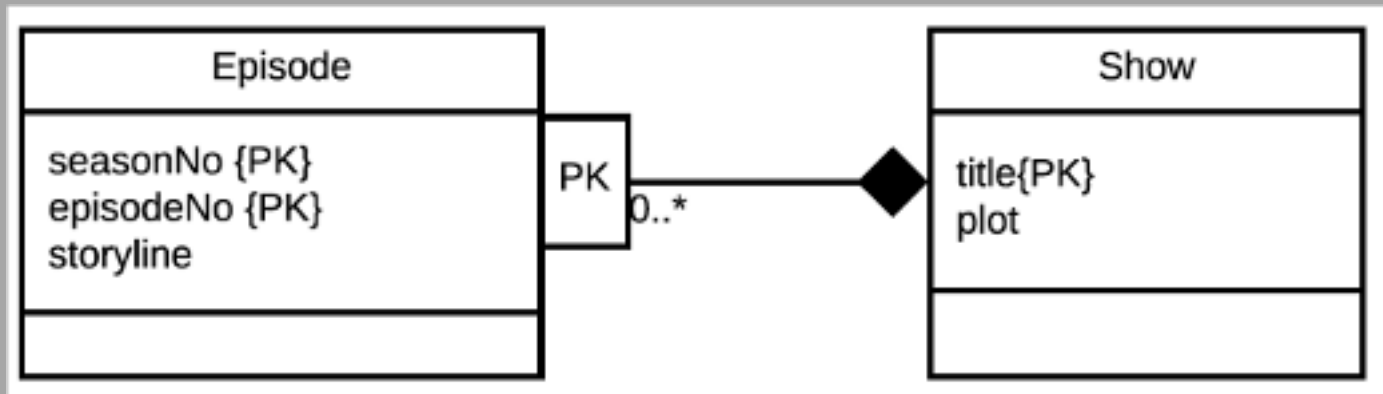 Episode
seasonNo {PK}
episodeNo {PK}
storyline
PK
0..*
Show
title{PK}
plot